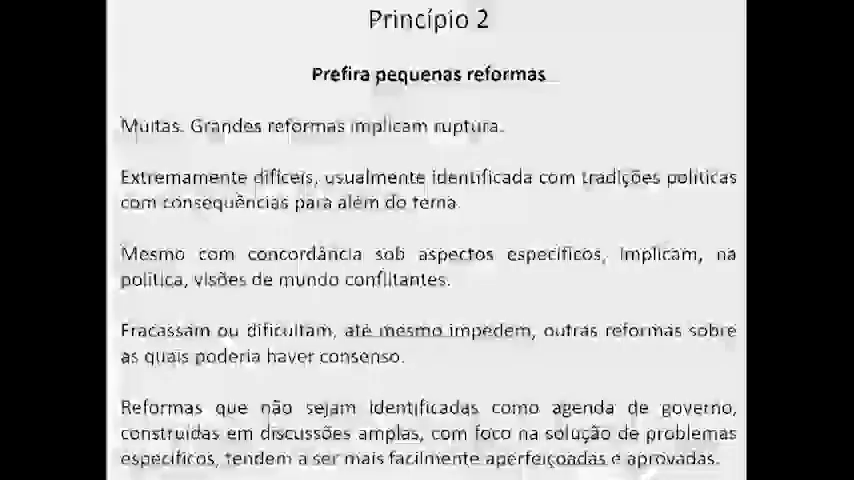 Princípio 2
Prefira pequenas reformas
Muitas. Grandes reformas implicam ruptura.
Extremamente difíceis, usualmente identificada com tradições políticas
com consequências para além do tema.
Mesmo com concordância sob aspectos específicos, implicam, na
política, visões de mundo conflitantes.
Fracassam ou dificultam, até mesmo impedem, outras reformas sobre
as quais poderia haver consenso.
Reformas que não sejam identificadas como agenda de governo,
construídas em discussões amplas, com foco na solução de problemas
específicos, tendem a ser mais facilmente aperfeiçoadas e aprovadas.